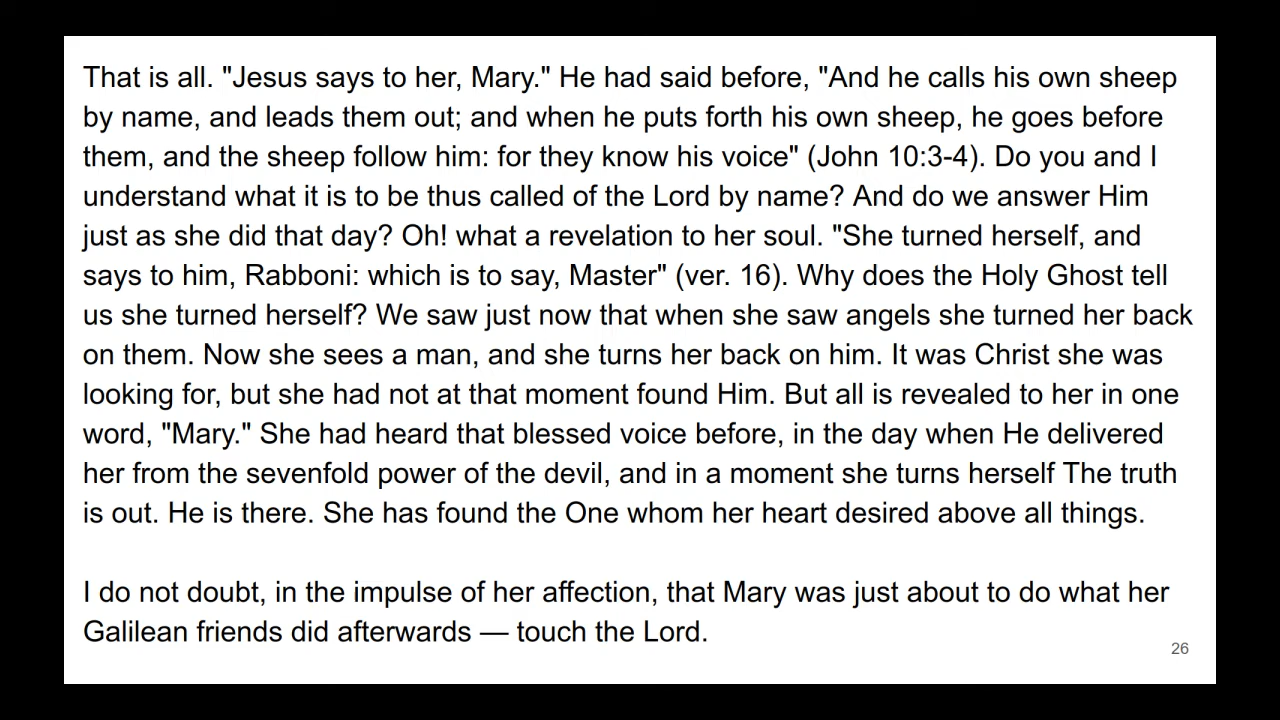 That is all. "Jesus says to her, Mary." He had said before, "And he calls his own sheep
by name, and leads them out; and when he puts forth his own sheep, he goes before
them, and the sheep follow him: for they know his voice" (John 10:3-4). Do you and I
understand what it is to be thus called of the Lord by name? And do we answer Him
just as she did that day? Oh! what a revelation to her soul. "She turned herself, and
says to him, Rabboni: which is to say, Master" (ver. 16). Why does the Holy Ghost tell
us she turned herself? We saw just now that when she saw angels she turned her back
on them. Now she sees a man, and she turns her back on him. It was Christ she was
looking for, but she had not at that moment found Him. But all is revealed to her in one
word, "Mary." She had heard that blessed voice before, in the day when He delivered
her from the sevenfold power of the devil, and in a moment she turns herself The truth
is out. He is there. She has found the One whom her heart desired above all things.
I do not doubt, in the impulse of her affection, that Mary was just about to do what her
Galilean friends did afterwards — touch the Lord.
26